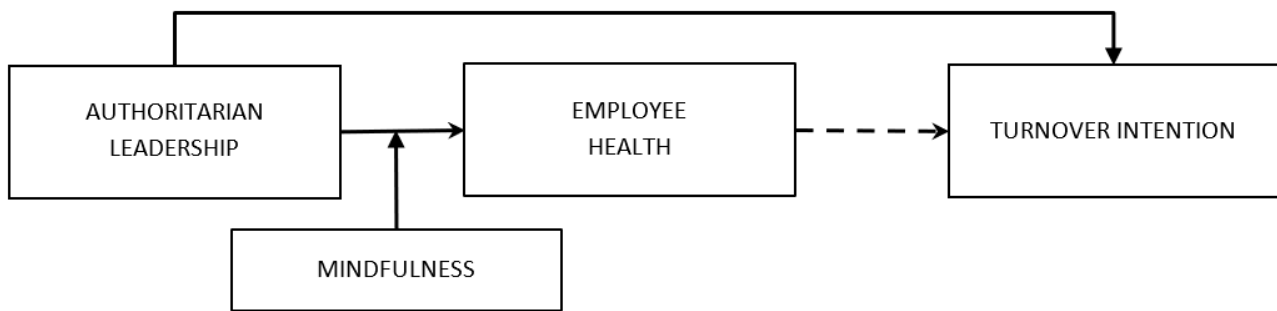 AUTHORITARIAN
LEADERSHIP
EMPLOYEE
HEALTH
TURNOVER INTENTION
MINDFULNESS